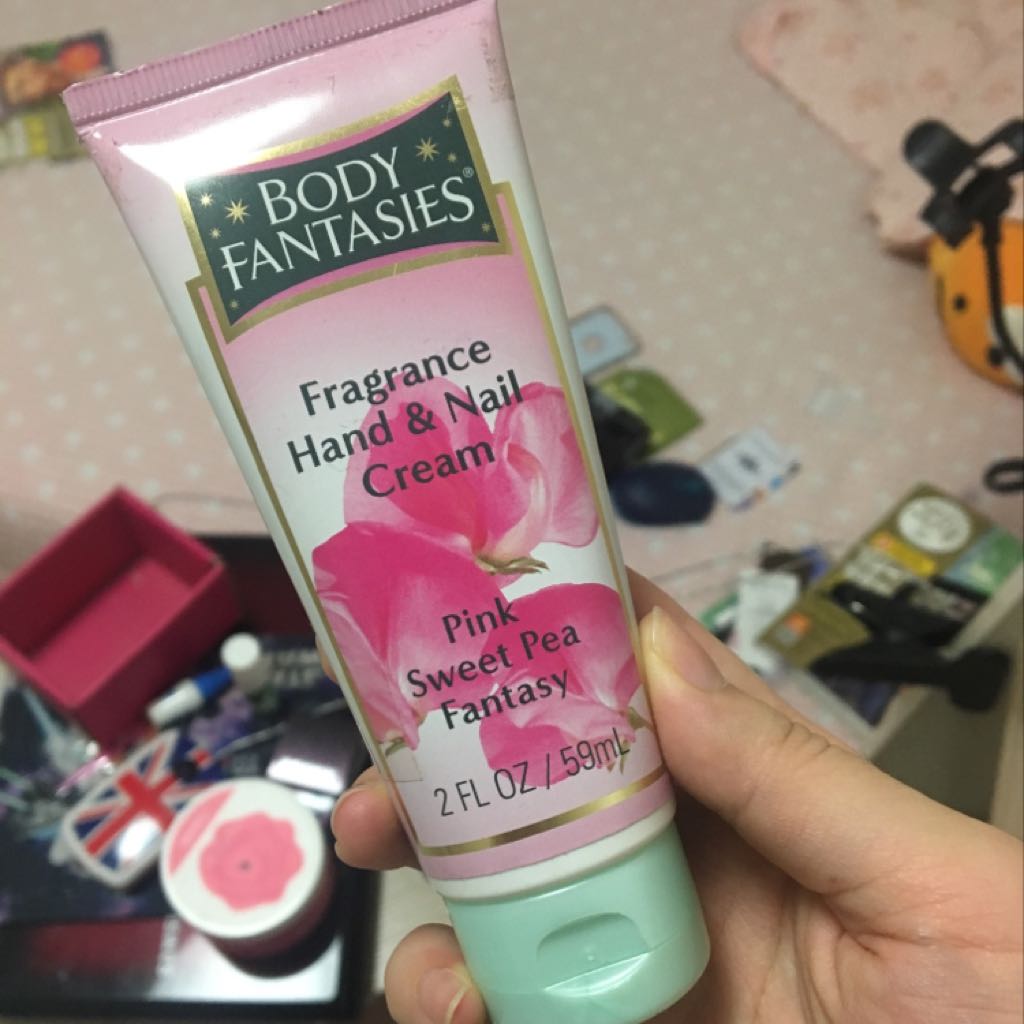 BODY
FANTASIES®
Fragrance
Hand & Nail
Cream
Pink
Sweet Pea
Fantasy
2 FL OZ / 59mL